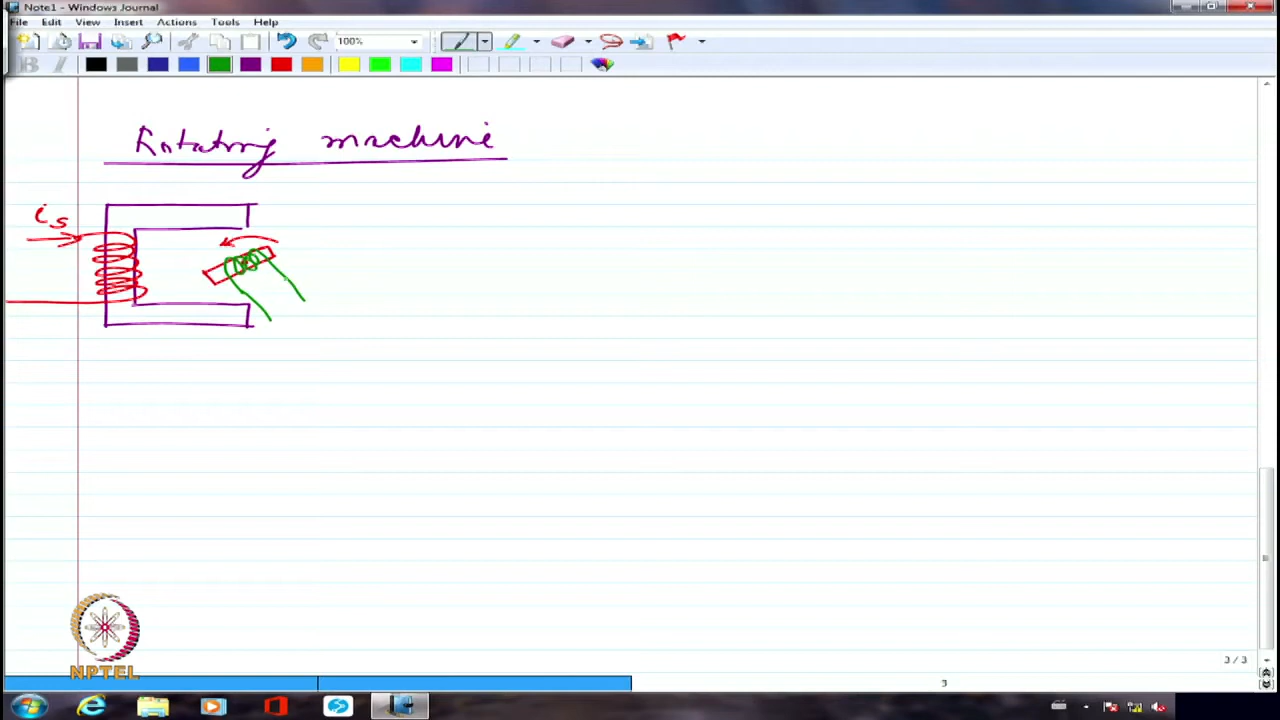 Note1 - Windows Journal
File Edit View Insert Actions Tools Help
100%
B I
Rotating machine
is
NPTEL
3 / 3
3